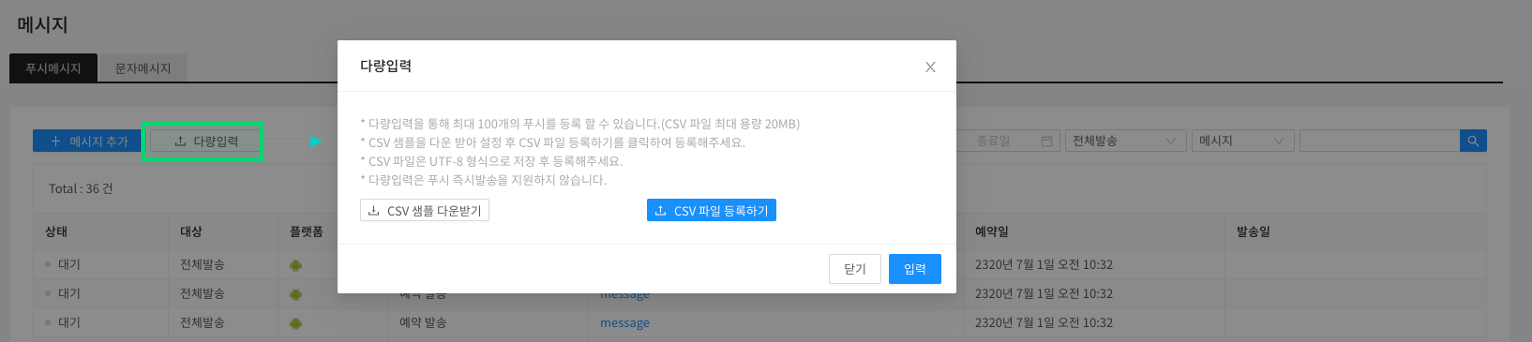 메시지
푸시메시지 문자메시지
다량입력
* 다량입력을 통해 최대 100개의 푸시를 등록 할 수 있습니다.(CSV 파일 최대 용량 20MB)
메시지 추가 다량입력 종료일 전체발송 메시지
* CSV 샘플을 다운 받아 설정 후 CSV 파일 등록하기를 클릭하여 등록해주세요.
* CSV 파일은 UTF-8 형식으로 저장 후 등록해주세요.
* 다량입력은 푸시 즉시발송을 지원하지 않습니다.
Total : 36 건
CSV 샘플 다운받기 CSV 파일 등록하기
상태 대상 플랫폼 예약일 발송일
대기 전체발송 2320년 7월 1일 오전 10:32
닫기 입력
대기 전체발송 예약 발송 message 2320년 7월 1일 오전 10:32
대기 전체발송 예약 발송 message 2320년 7월 1일 오전 10:32